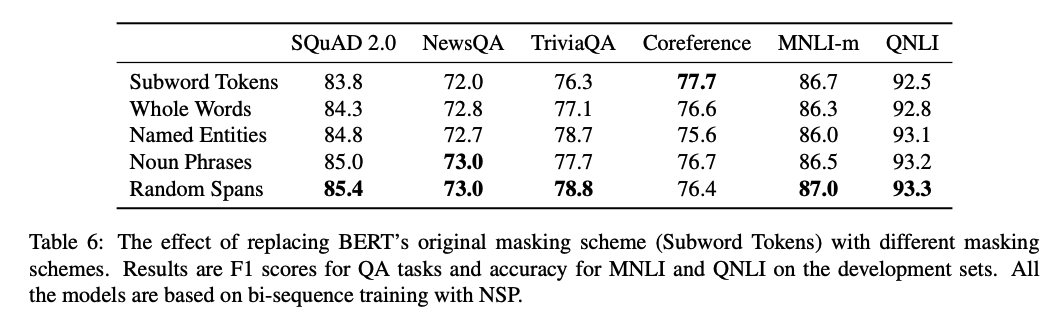 SQuAD 2.0 NewsQA TriviaQA Coreference MNLI-m QNLI
Subword Tokens 83.8 72.0 76.3 77.7 86.7 92.5
Whole Words 84.3 72.8 77.1 76.6 86.3 92.8
Named Entities 84.8 72.7 78.7 75.6 86.0 93.1
Noun Phrases 85.0 73.0 77.7 76.7 86.5 93.2
Random Spans 85.4 73.0 78.8 76.4 87.0 93.3
Table 6: The effect of replacing BERT's original masking scheme (Subword Tokens) with different masking
schemes. Results are F1 scores for QA tasks and accuracy for MNLI and QNLI on the development sets. All
the models are based on bi-sequence training with NSP.